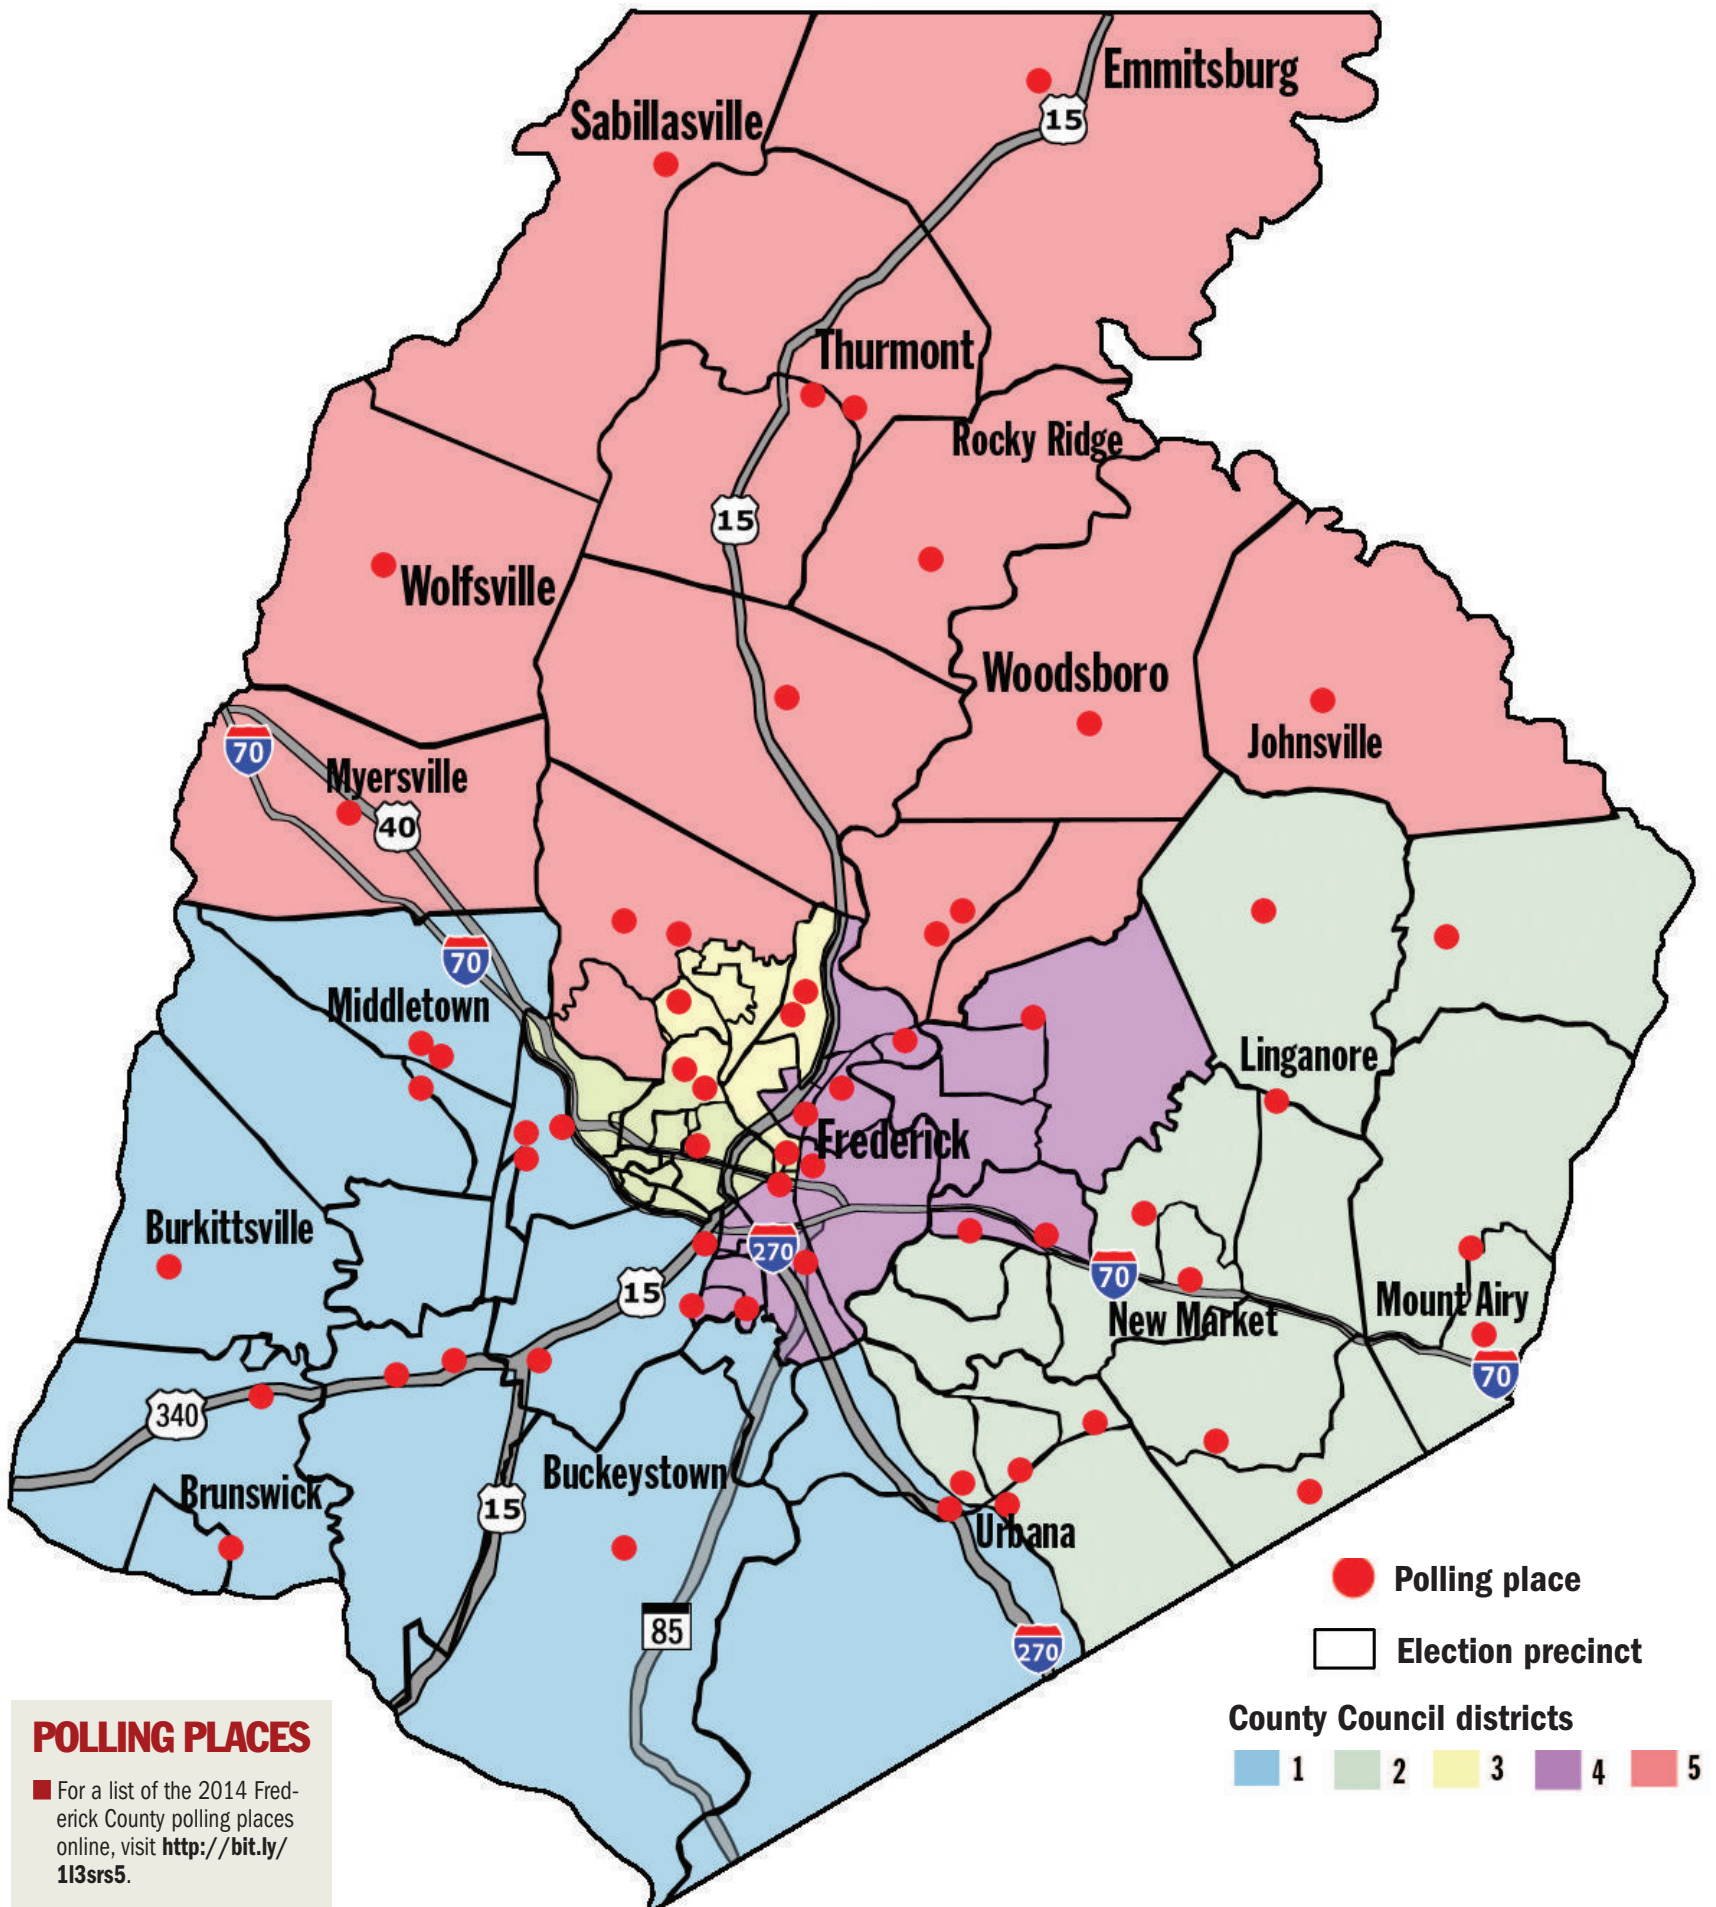 Emmitsburg
15
Sabillasville
Thurmont
Rocky Ridge
15
Wolfsville
Woodsboro
Johnsville
70
Myersville
40
70
Middletown
Linganore
Frederick
Burkittsville
270
70
15
New Market
Mount Airy
70
340
Buckeystown
Brunswick
15
Urbana
85
270
Polling place
Election precinct
County Council districts
1 2 3 4 5
POLLING PLACES
For a list of the 2014 Fred-
erick County polling places
online, visit http://bit.ly/
1l3srs5.